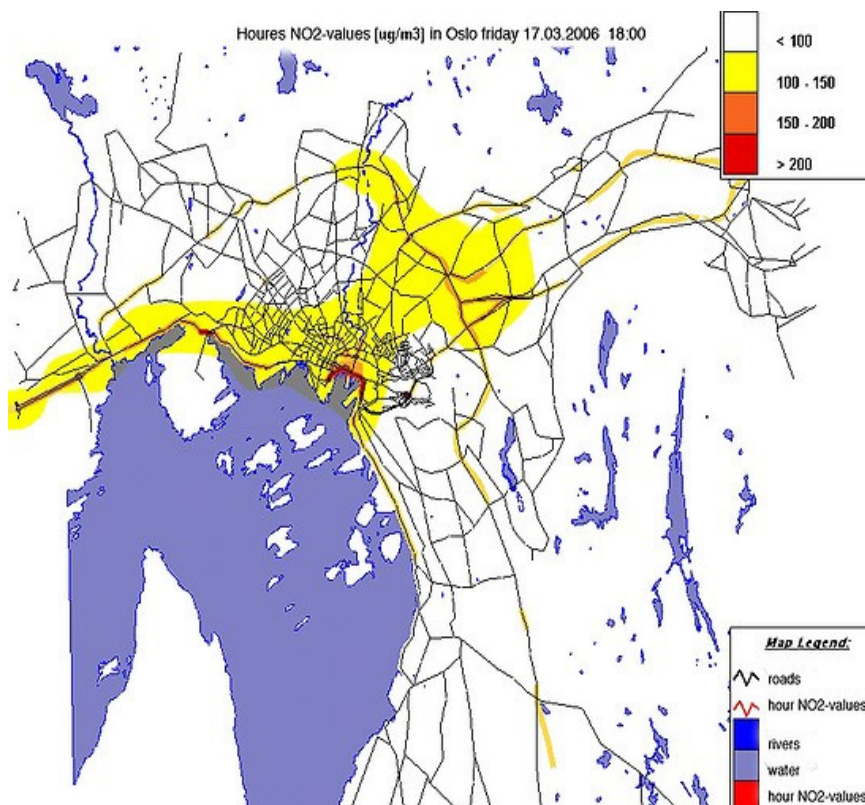 Houres NO2-values [ug/m3] in Oslo friday 17.03.2006 18:00
< 100
100 - 150
150 - 200
> 200
Map Legend:
roads
hour NO2-values
rivers
water
hour NO2-values